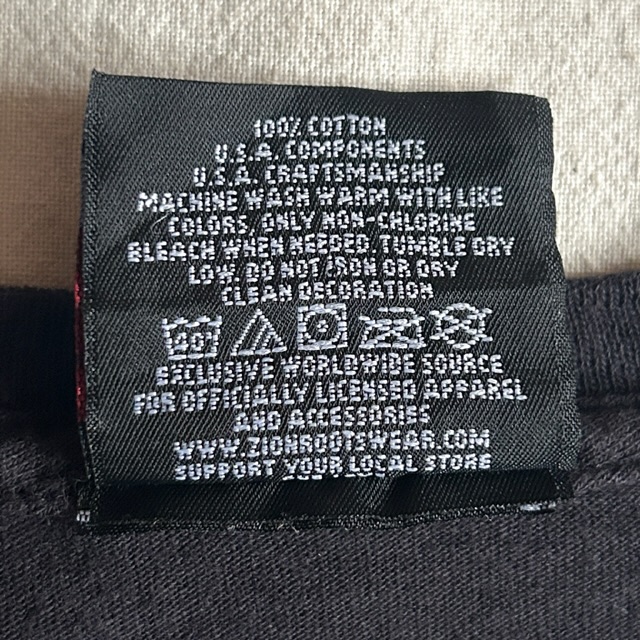 100% COTTON
U.S.A. COMPONENTS
U.S.A. CRAFTSMANSHIP
MACHINE WASH WARM WITH LIKE
COLORS, ONLY NON-CHLORINE
BLEACH WHEN NEEDED. TUMBLE DRY
LOW. DO NOT IRON OR DRY
CLEAN DECORATION
40°
EXCLUSIVE WORLDWIDE SOURCE
FOR OFFICIALLY LICENSED APPAREL
AND ACCESSORIES
WWW.ZIONROOTSWEAR.COM
SUPPORT YOUR LOCAL STORE